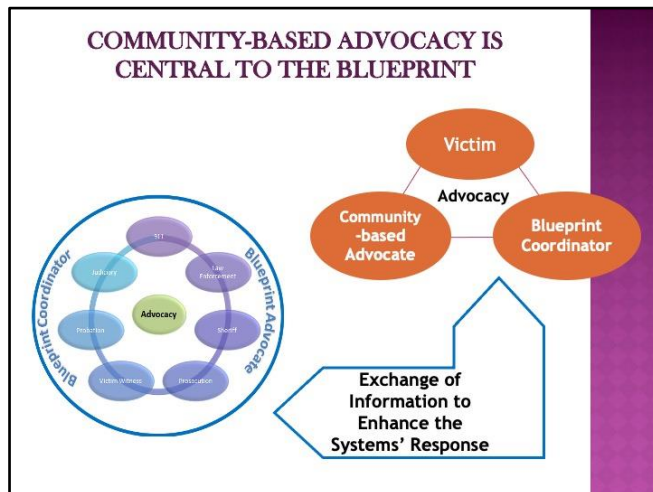 COMMUNITY-BASED ADVOCACY IS
CENTRAL TO THE BLUEPRINT
Victim
Advocacy
Community
-based
Advocate
Blueprint
Coordinator
911
Law
Enforcement
Sheriff
Prosecution
Victim Witness
Probation
Judiciary
Advocacy
Blueprint Coordinator
Blueprint Advocate
Exchange of
Information to
Enhance the
Systems' Response